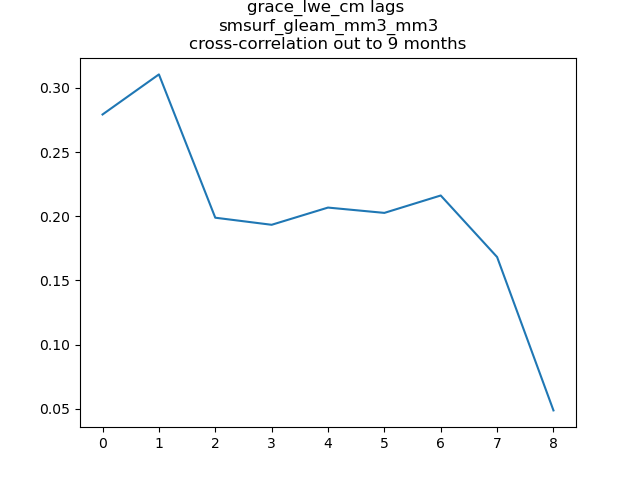 grace_lwe_cm lags
smsurf_gleam_mm3_mm3
cross-correlation out to 9 months
0.30
0.25
0.20
0.15
0.10
0.05
0 1 2 3 4 5 6 7 8